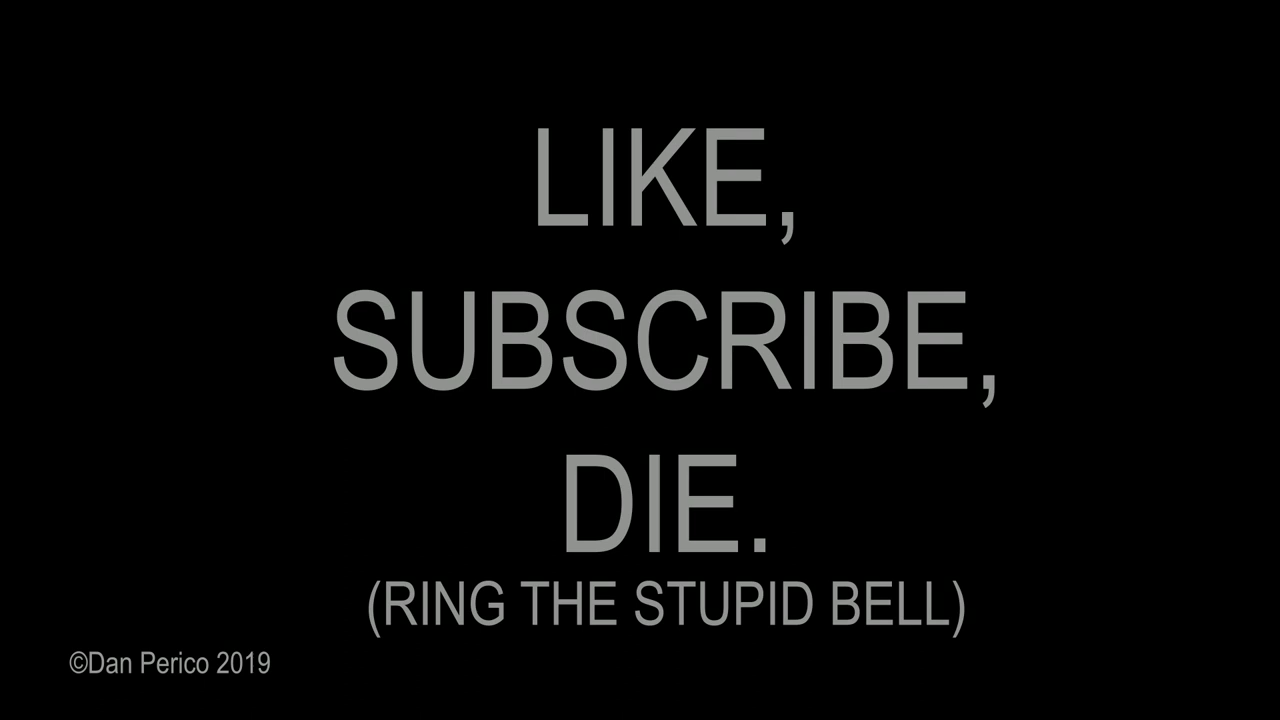 LIKE,
SUBSCRIBE,
DIE.
(RING THE STUPID BELL)
©Dan Perico 2019